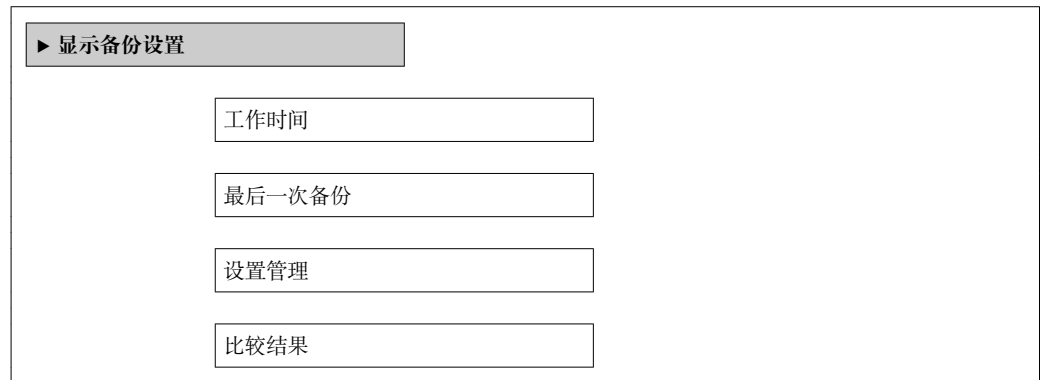 ▶ 显示备份设置
工作时间
最后一次备份
设置管理
比较结果